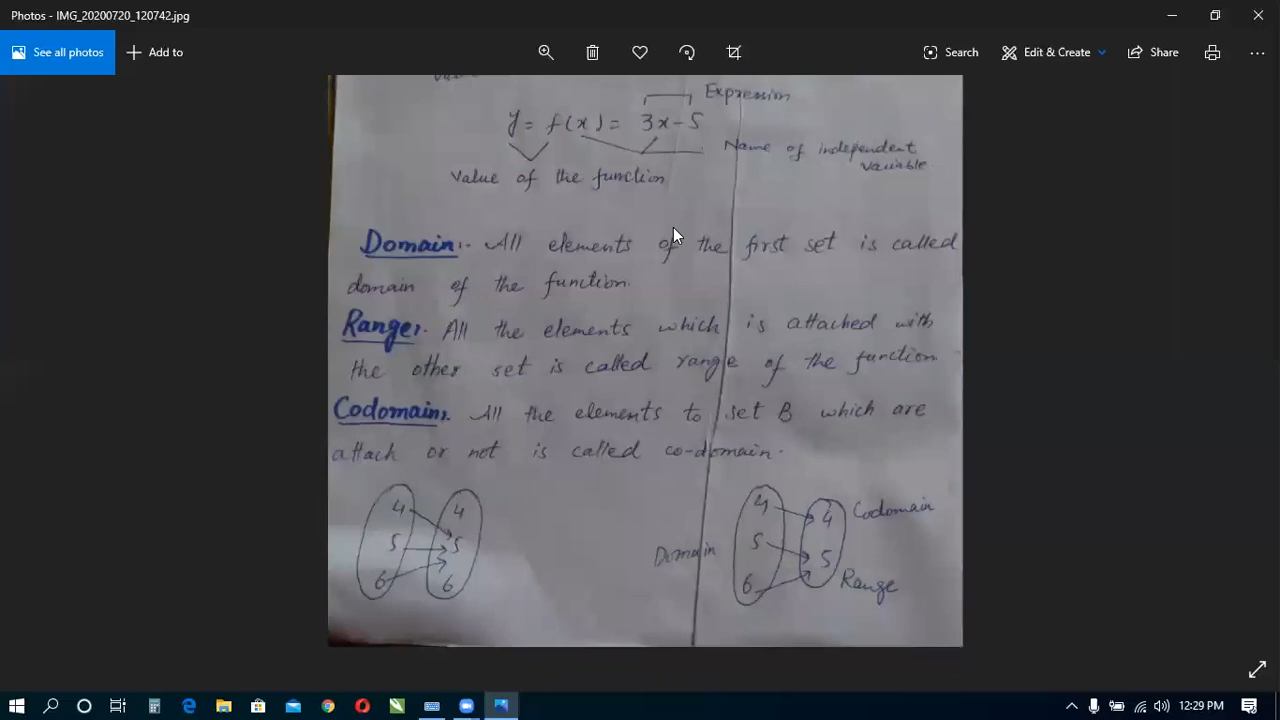 Photos - IMG_20200720_120742.jpg
See all photos
Add to
Search
Edit & Create
Share
Expression
y = f(x) = 3x-5
Name of independent
variable
Value of the function
Domain:- All elements of the first set is called
domain of the function.
Range:- All the elements which is attached with
the other set is called range of the function
Codomain:- All the elements to set B which are
attach or not is called co-domain.
4 4
5 5
6 6
Domain
4 4
5 5
6
Codomain
Range
12:29 PM